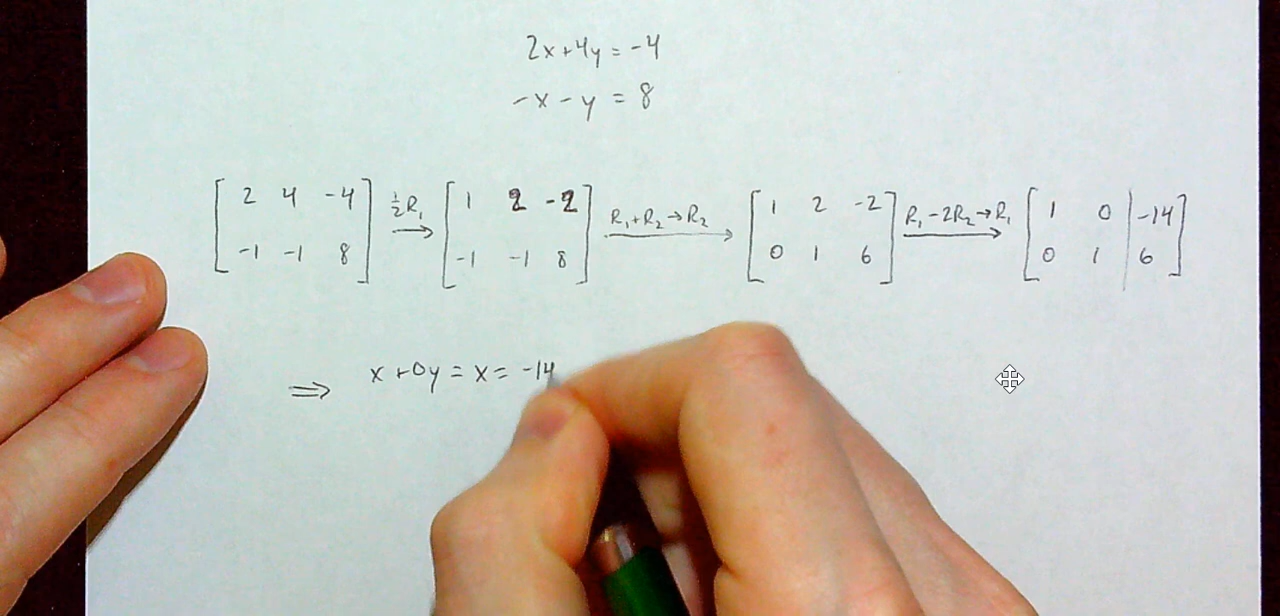 2x+4y=-4
-x-y=8
[2 4 -4] ½R₁ → [1 2 -2] R₁+R₂→R₂ → [1 2 -2] R₁-2R₂→R₁ → [1 0 | -14]
[-1 -1 8] [-1 -1 8] [0 1 6] [0 1 | 6]
⇒ x+0y=x=-14